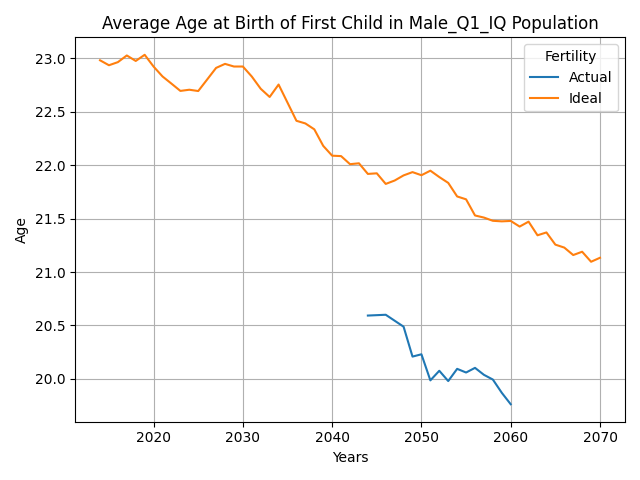 Average Age at Birth of First Child in Male_Q1_IQ Population
Fertility
Actual
Ideal
Age
23.0
22.5
22.0
21.5
21.0
20.5
20.0
2020 2030 2040 2050 2060 2070
Years